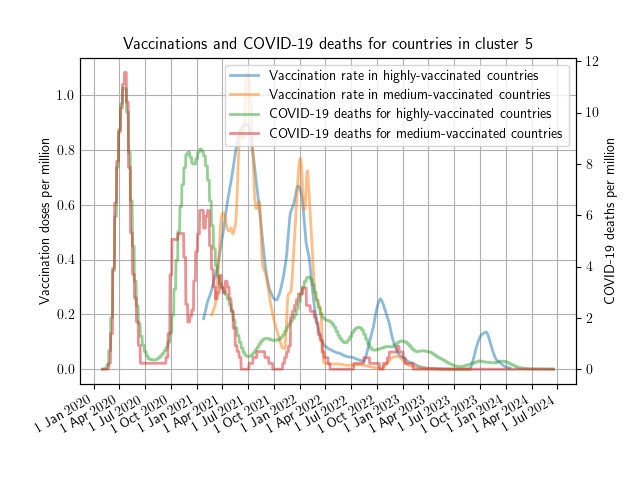 Vaccinations and COVID-19 deaths for countries in cluster 5
Vaccination rate in highly-vaccinated countries
Vaccination rate in medium-vaccinated countries
COVID-19 deaths for highly-vaccinated countries
COVID-19 deaths for medium-vaccinated countries
Vaccination doses per million
1.0
0.8
0.6
0.4
0.2
0.0
COVID-19 deaths per million
12
10
8
6
4
2
0
1 Jan 2020
1 Apr 2020
1 Jul 2020
1 Oct 2020
1 Jan 2021
1 Apr 2021
1 Jul 2021
1 Oct 2021
1 Jan 2022
1 Apr 2022
1 Jul 2022
1 Oct 2022
1 Jan 2023
1 Apr 2023
1 Jul 2023
1 Oct 2023
1 Jan 2024
1 Apr 2024
1 Jul 2024